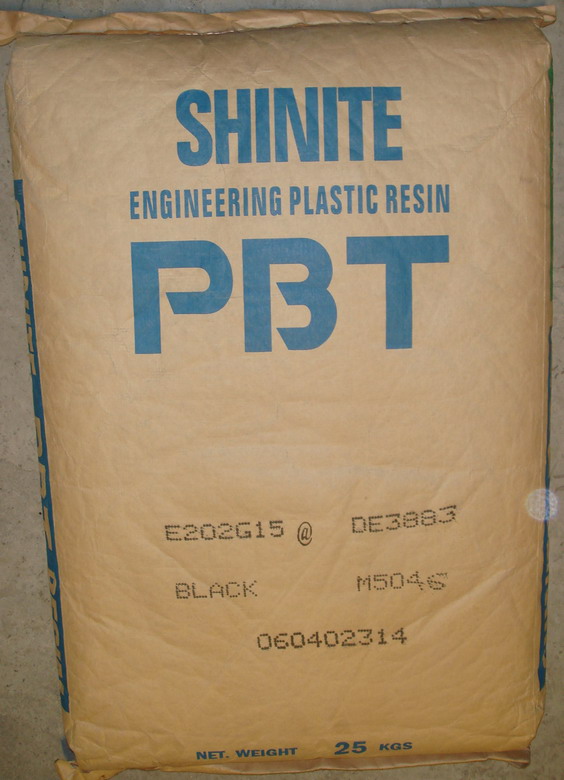 SHINITE
ENGINEERING PLASTIC RESIN
PBT
E202G15 @ DE3883
BLACK M5046
060402314
NET. WEIGHT 25 KGS